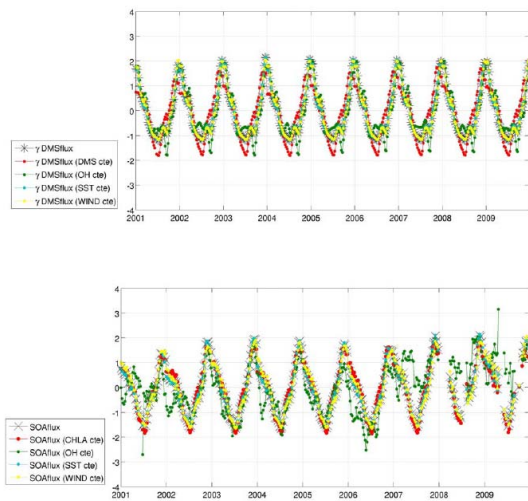 4
3
2
1
0
-1
-2
-3
-4
2001 2002 2003 2004 2005 2006 2007 2008 2009
γ DMSflux
γ DMSflux (DMS cte)
γ DMSflux (OH cte)
γ DMSflux (SST cte)
γ DMSflux (WIND cte)
4
3
2
1
0
-1
-2
-3
-4
2001 2002 2003 2004 2005 2006 2007 2008 2009
SOAflux
SOAflux (CHLA cte)
SOAflux (OH cte)
SOAflux (SST cte)
SOAflux (WIND cte)